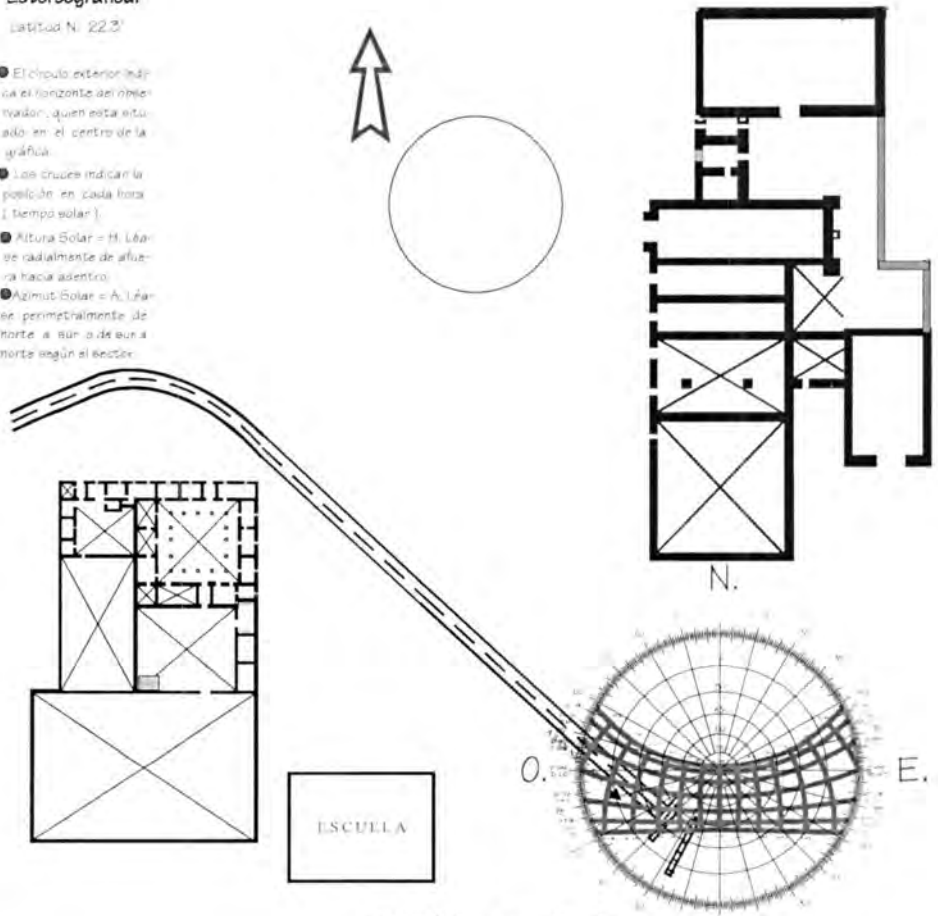 Latitud N. 22.3'
El círculo exterior indi-
ca el horizonte del obse-
rvador, quien esta situ
ado en el centro de la
gráfica.
Los cruces indican la
posición en cada hora
( tiempo solar ).
Altura Solar = H. Léa-
se radialmente de afue-
ra hacia adentro.
Azimut Solar = A. Léa-
se perimetralmente de
norte a sur o de sur a
norte según el sector.
N.
O.
E.
ESCUELA